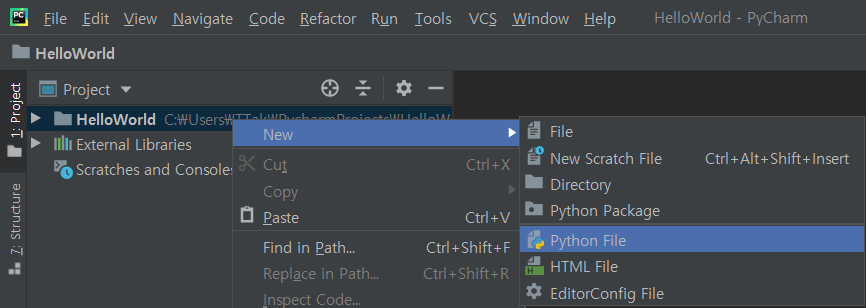 PC File Edit View Navigate Code Refactor Run Tools VCS Window Help HelloWorld - PyCharm
HelloWorld
1: Project
Project
HelloWorld C:₩Users₩TTak₩PycharmProjects₩HelloW
External Libraries
Scratches and Consoles
7: Structure
New
Cut Ctrl+X
Copy
Paste Ctrl+V
Find in Path... Ctrl+Shift+F
Replace in Path... Ctrl+Shift+R
Inspect Code...
File
New Scratch File Ctrl+Alt+Shift+Insert
Directory
Python Package
Python File
HTML File
EditorConfig File